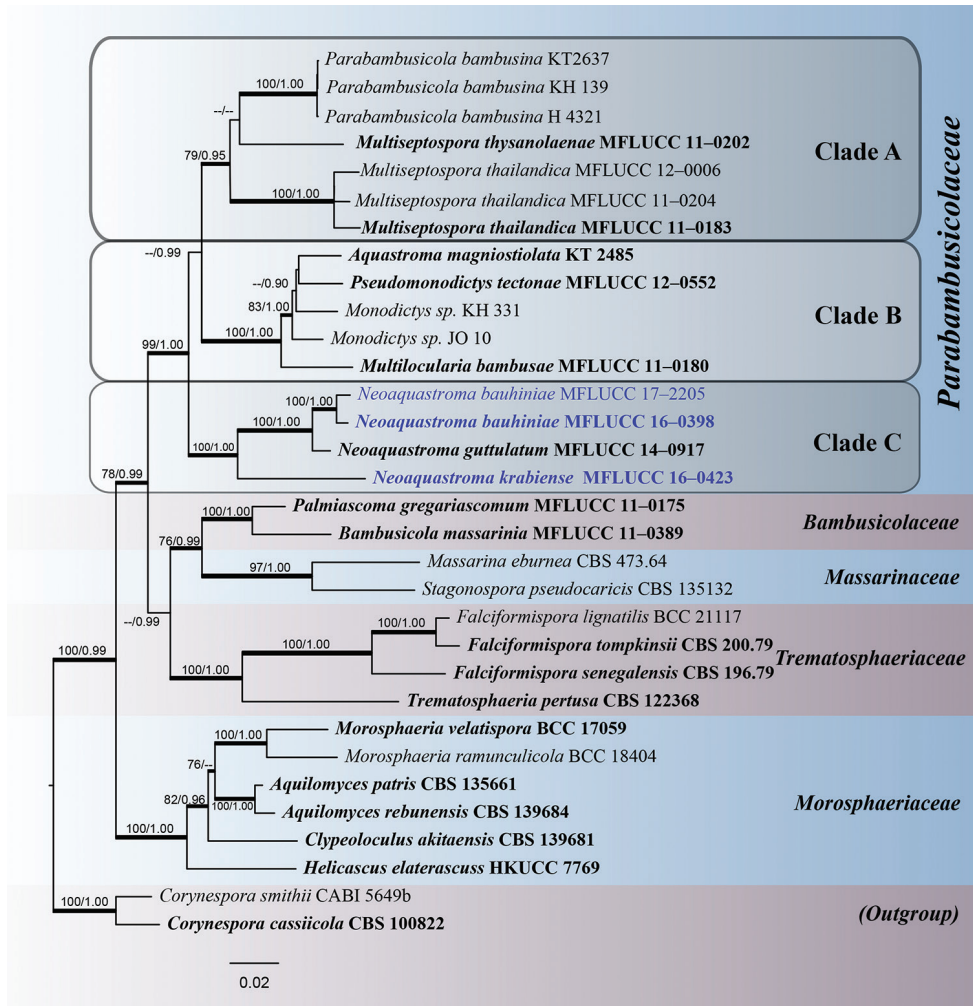 Parabambusicola bambusina KT2637
Parabambusicola bambusina KH 139
Parabambusicola bambusina H 4321
Multiseptospora thysanolaenae MFLUCC 11–0202
Multiseptospora thailandica MFLUCC 12–0006
Multiseptospora thailandica MFLUCC 11–0204
Multiseptospora thailandica MFLUCC 11–0183
100/1.00
--/--
79/0.95
100/1.00
Clade A
Parabambusicolaceae
Aquastroma magniostiolata KT 2485
Pseudomonodictys tectonae MFLUCC 12–0552
Monodictys sp. KH 331
Monodictys sp. JO 10
Multilocularia bambusae MFLUCC 11–0180
--/0.99
--/0.90
83/1.00
100/1.00
Clade B
99/1.00
Neoaquastroma bauhiniae MFLUCC 17–2205
Neoaquastroma bauhiniae MFLUCC 16–0398
Neoaquastroma guttulatum MFLUCC 14–0917
Neoaquastroma krabiense MFLUCC 16–0423
100/1.00
100/1.00
100/1.00
Clade C
78/0.99
Palmiascoma gregariascomum MFLUCC 11–0175
Bambusicola massarinia MFLUCC 11–0389
100/1.00
Bambusicolaceae
76/0.99
Massarina eburnea CBS 473.64
Stagonospora pseudocaricis CBS 135132
97/1.00
Massarinaceae
--/0.99
Falciformispora lignatilis BCC 21117
Falciformispora tompkinsii CBS 200.79
Falciformispora senegalensis CBS 196.79
Trematosphaeria pertusa CBS 122368
100/1.00
100/1.00
100/1.00
Trematosphaeriaceae
100/0.99
Morosphaeria velatispora BCC 17059
Morosphaeria ramunculicola BCC 18404
Aquilomyces patris CBS 135661
Aquilomyces rebunensis CBS 139684
Clypeoloculus akitaensis CBS 139681
Helicascus elaterascuss HKUCC 7769
100/1.00
76/--
82/0.96
100/1.00
100/1.00
Morosphaeriaceae
Corynespora smithii CABI 5649b
Corynespora cassiicola CBS 100822
100/1.00
(Outgroup)
0.02